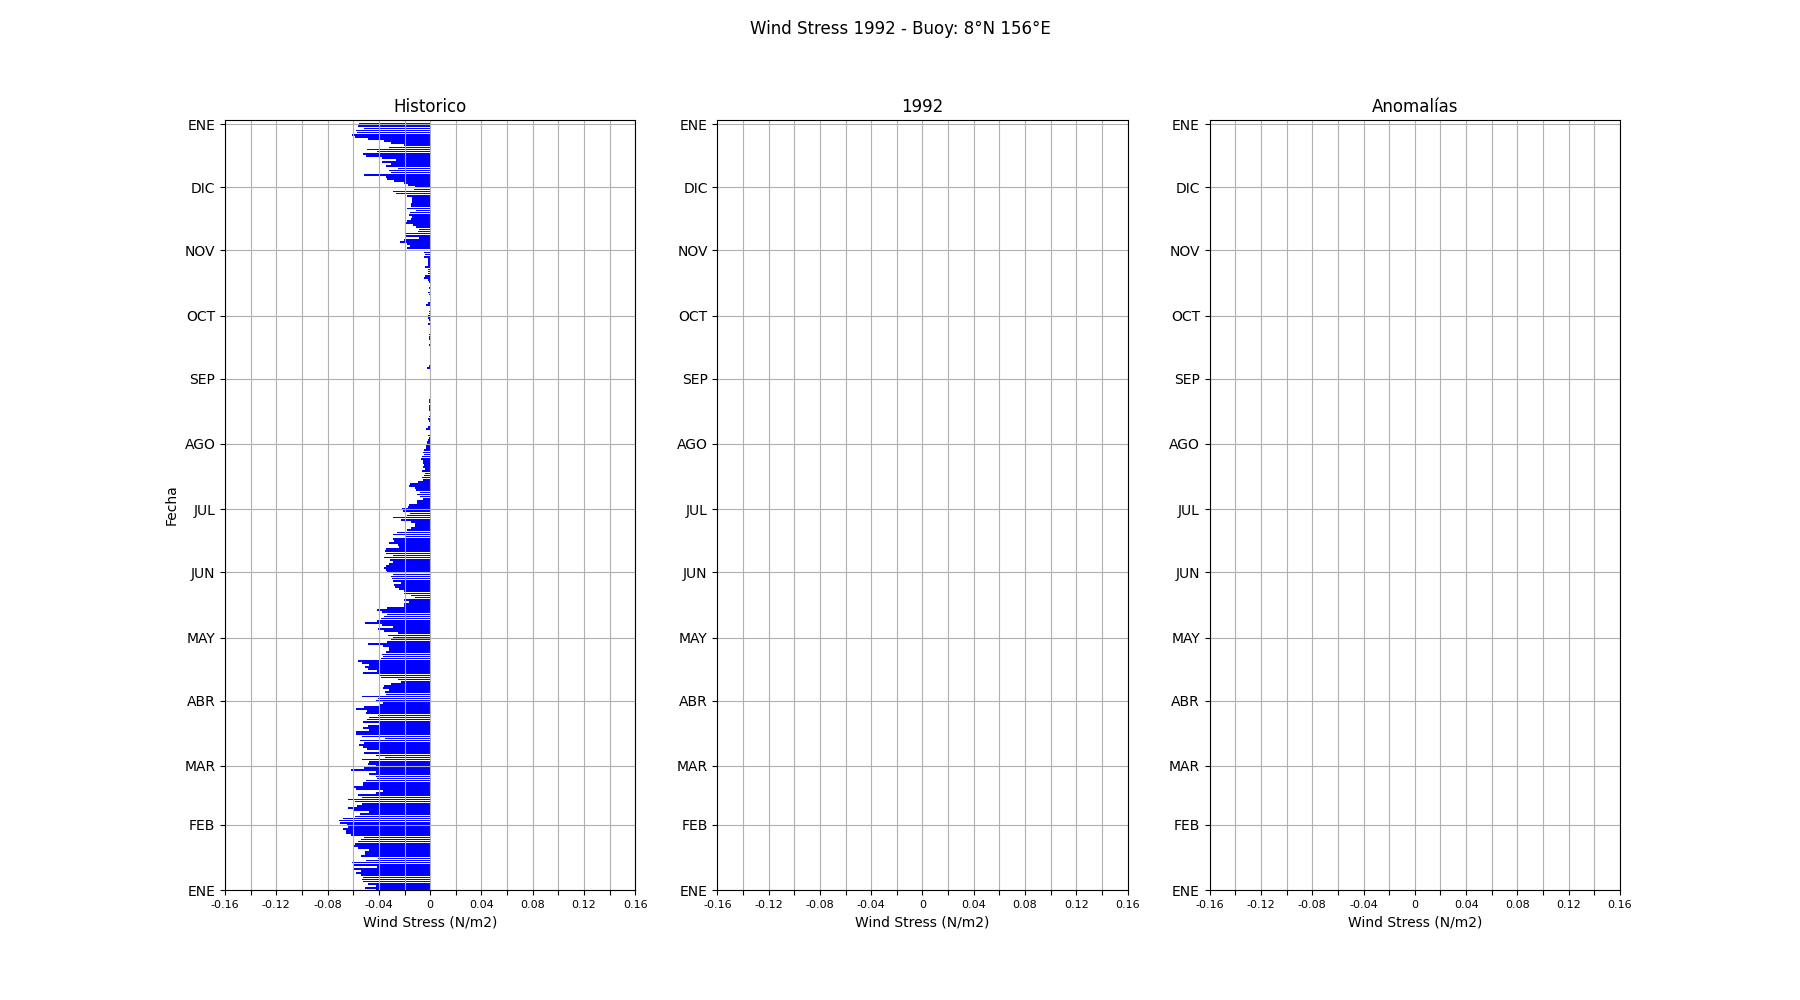 Wind Stress 1992 - Buoy: 8°N 156°E
Historico
ENE
DIC
NOV
OCT
SEP
AGO
JUL
JUN
MAY
ABR
MAR
FEB
ENE
Fecha
-0.16 -0.12 -0.08 -0.04 0 0.04 0.08 0.12 0.16
Wind Stress (N/m2)
1992
ENE
DIC
NOV
OCT
SEP
AGO
JUL
JUN
MAY
ABR
MAR
FEB
ENE
-0.16 -0.12 -0.08 -0.04 0 0.04 0.08 0.12 0.16
Wind Stress (N/m2)
Anomalías
ENE
DIC
NOV
OCT
SEP
AGO
JUL
JUN
MAY
ABR
MAR
FEB
ENE
-0.16 -0.12 -0.08 -0.04 0 0.04 0.08 0.12 0.16
Wind Stress (N/m2)